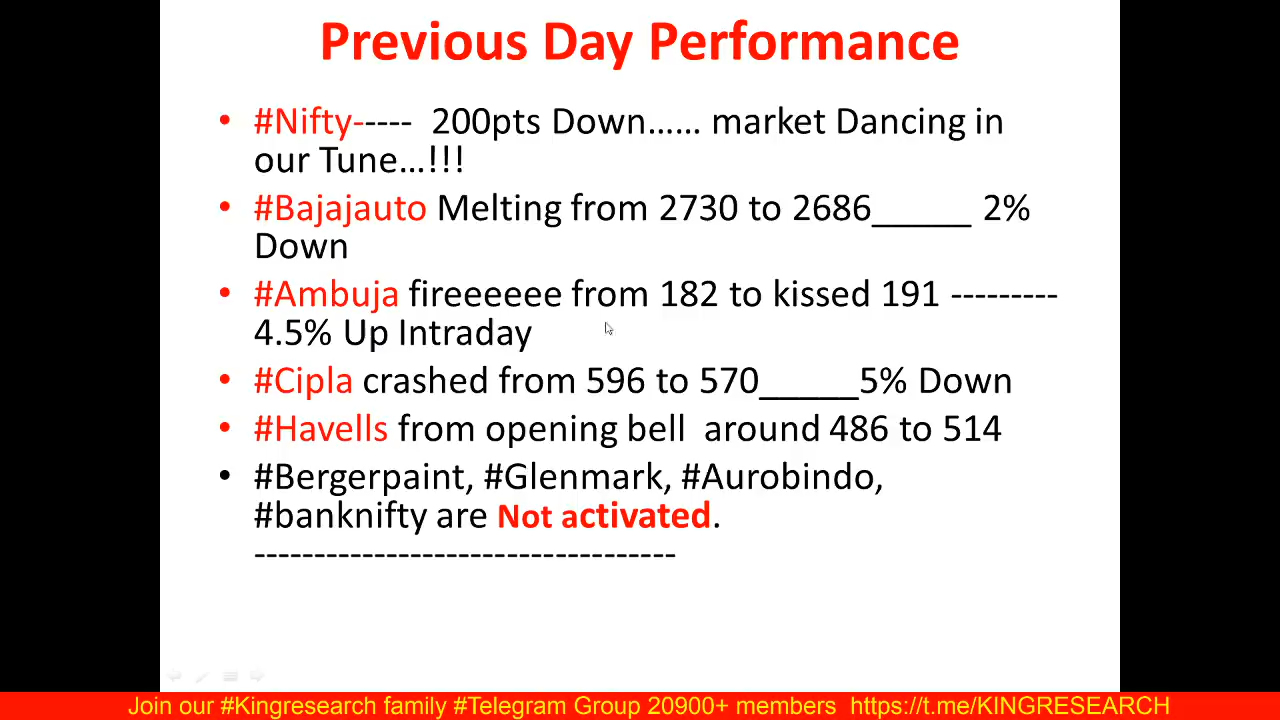 Previous Day Performance
• #Nifty----- 200pts Down…… market Dancing in
our Tune…!!!
• #Bajajauto Melting from 2730 to 2686_____ 2%
Down
• #Ambuja fireeeeee from 182 to kissed 191 ---------
4.5% Up Intraday
• #Cipla crashed from 596 to 570_____5% Down
• #Havells from opening bell around 486 to 514
• #Bergerpaint, #Glenmark, #Aurobindo,
#banknifty are Not activated.
-----------------------------------
Join our #Kingresearch family #Telegram Group 20900+ members https://t.me/KINGRESEARCH